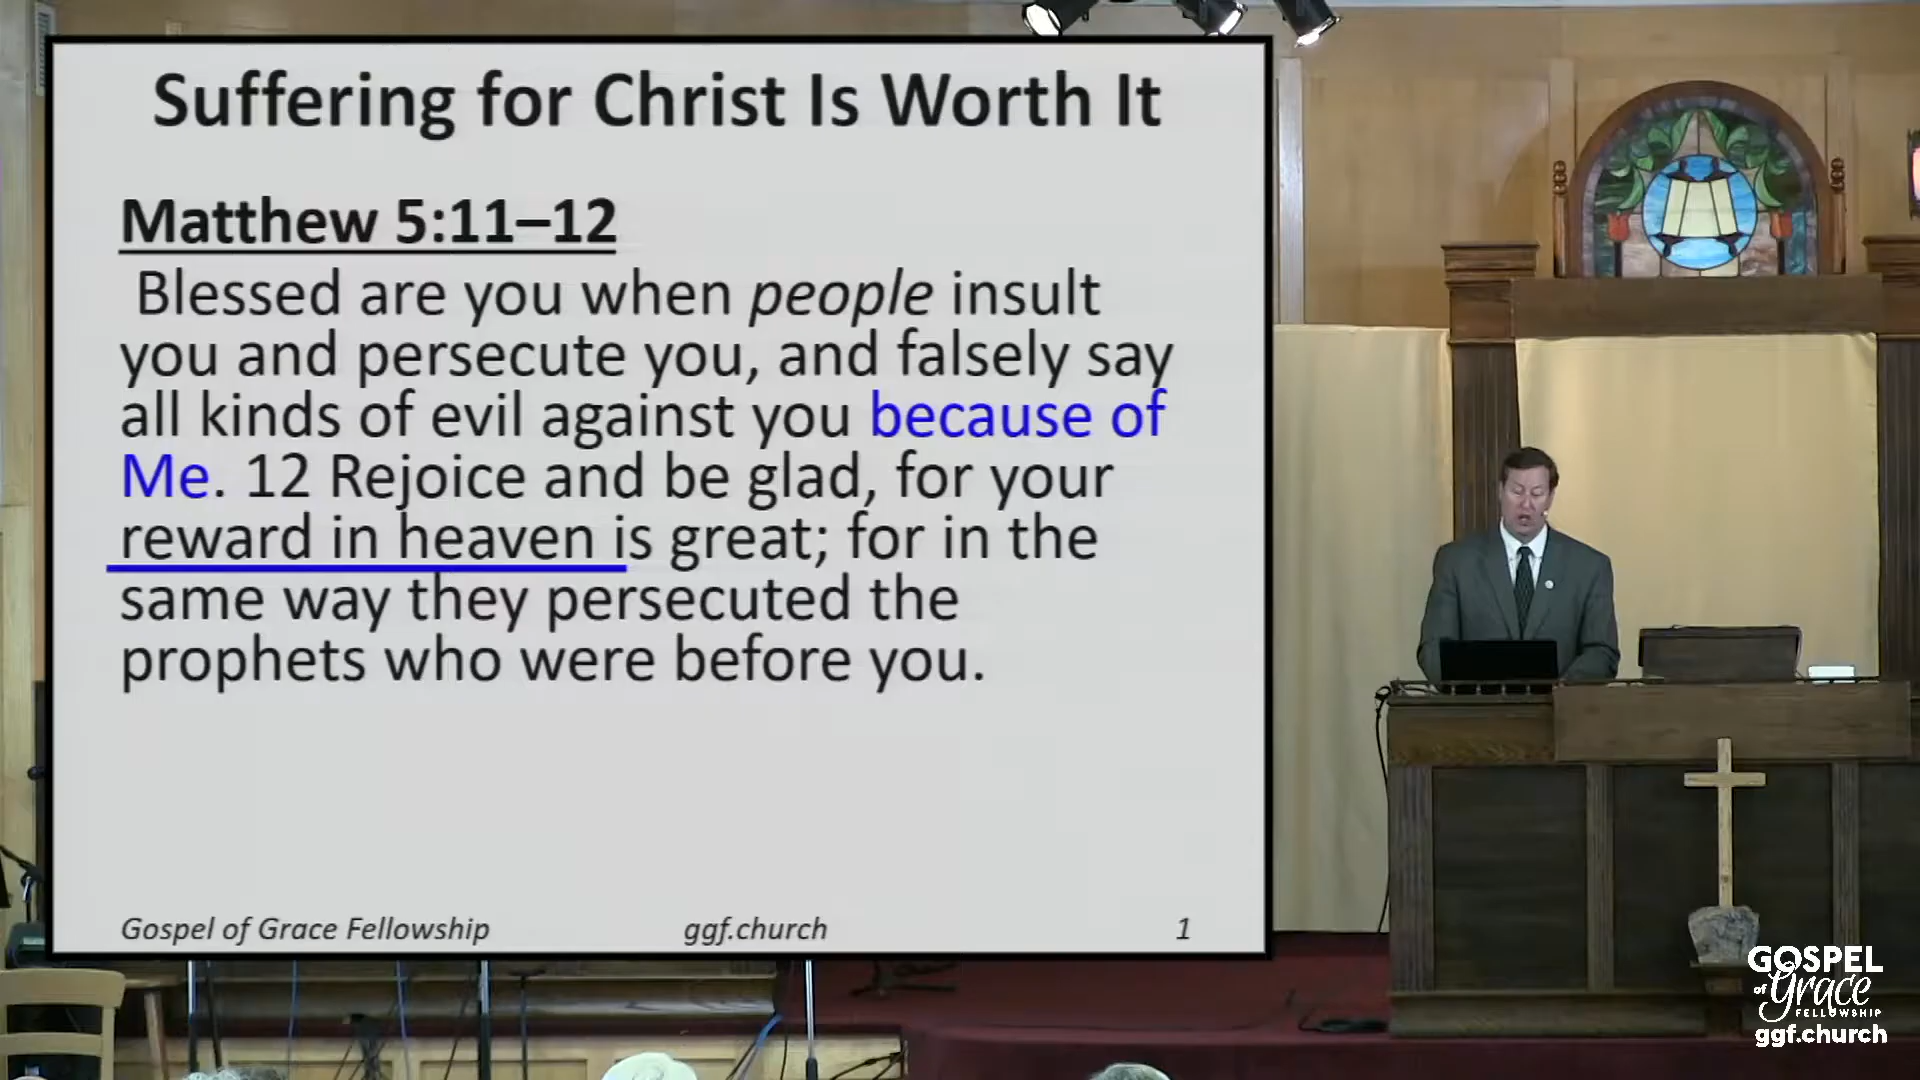 Suffering for Christ Is Worth It
Matthew 5:11–12
Blessed are you when people insult
you and persecute you, and falsely say
all kinds of evil against you because of
Me. 12 Rejoice and be glad, for your
reward in heaven is great; for in the
same way they persecuted the
prophets who were before you.
Gospel of Grace Fellowship ggf.church 1
GOSPEL
of Grace
FELLOWSHIP
ggf.church